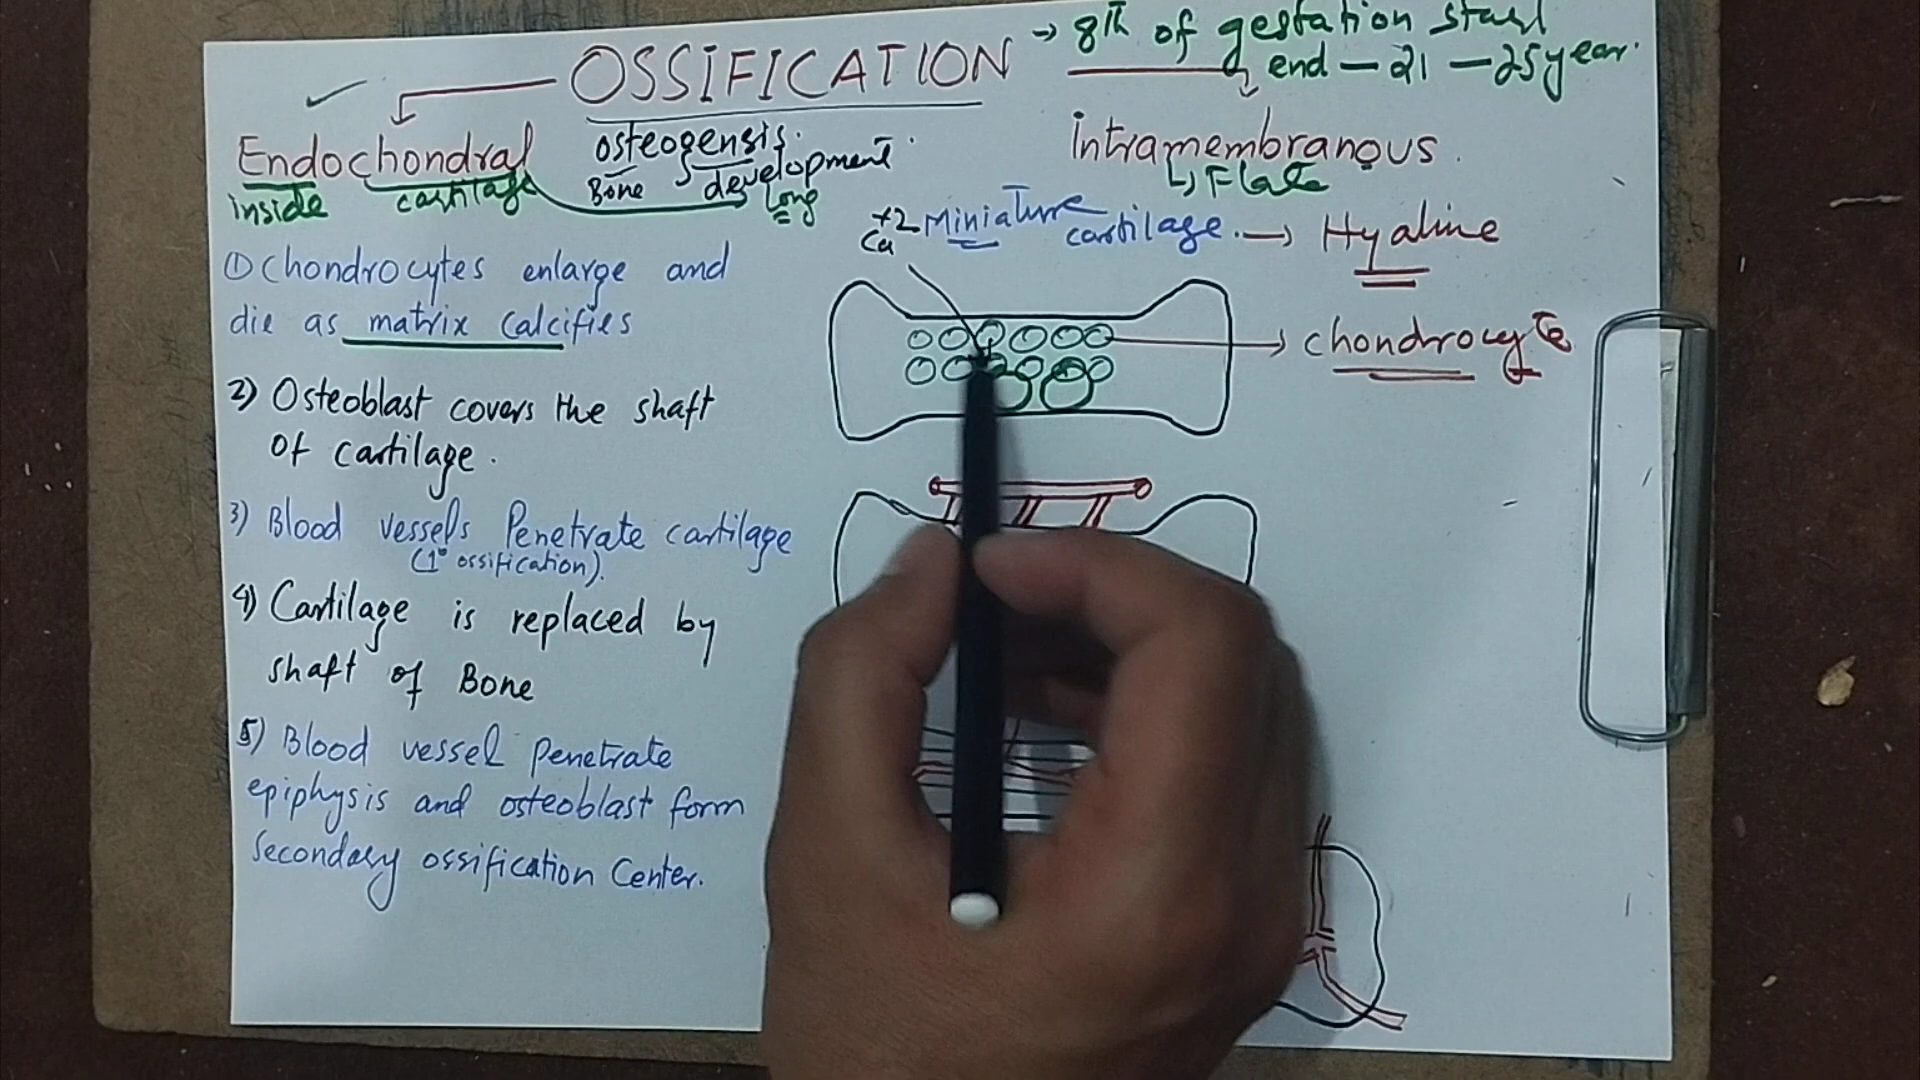 OSSIFICATION → 8th of gestation start
end - 21 - 25 year.
Endochondral
inside cartilage
osteogensis.
Bone development
long
Intramembranous.
↳ Flate
① Chondrocytes enlarge and
die as matrix Calcifies
2) Osteoblast covers the shaft
of cartilage.
3) Blood vessels Penetrate cartilage
(1° ossification).
4) Cartilage is replaced by
shaft of Bone
5) Blood vessel penetrate
epiphysis and osteoblast form
Secondary ossification Center.
Ca+2
Miniature
cartilage. → Hyaline
chondrocyte